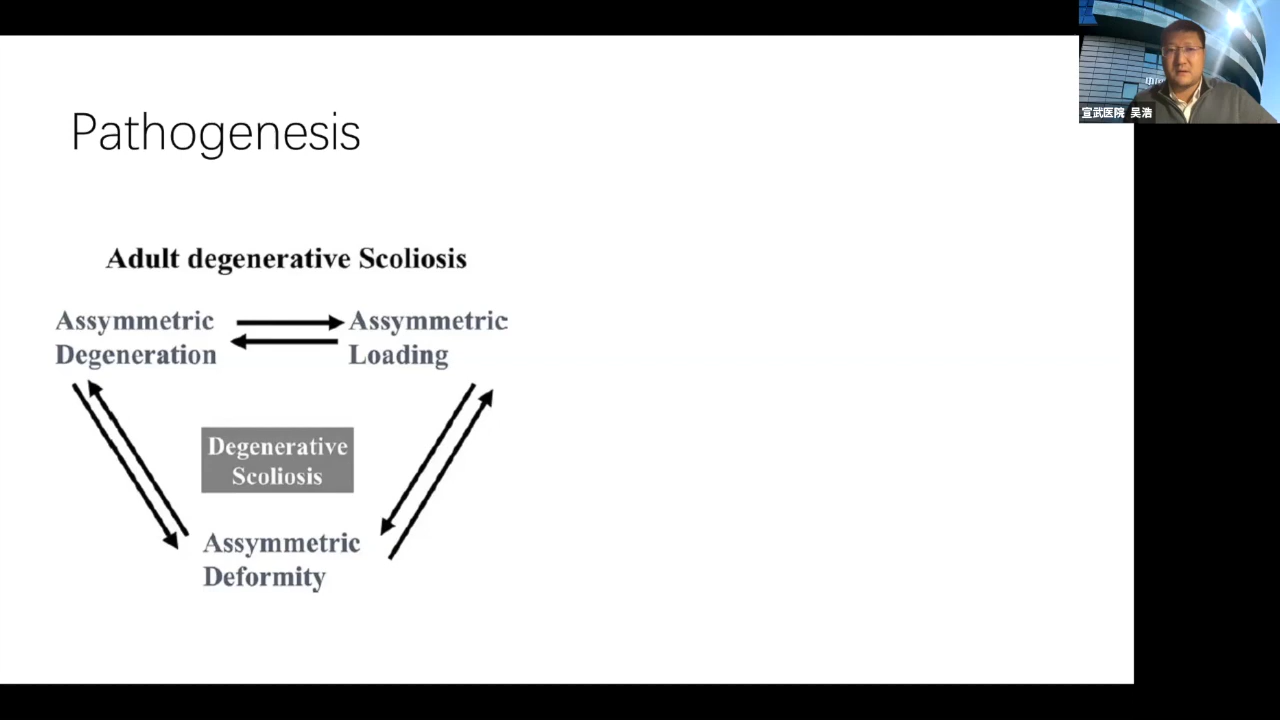 Pathogenesis
宣武医院 吴浩
Adult degenerative Scoliosis
Assymmetric
Degeneration
Assymmetric
Loading
Degenerative
Scoliosis
Assymmetric
Deformity